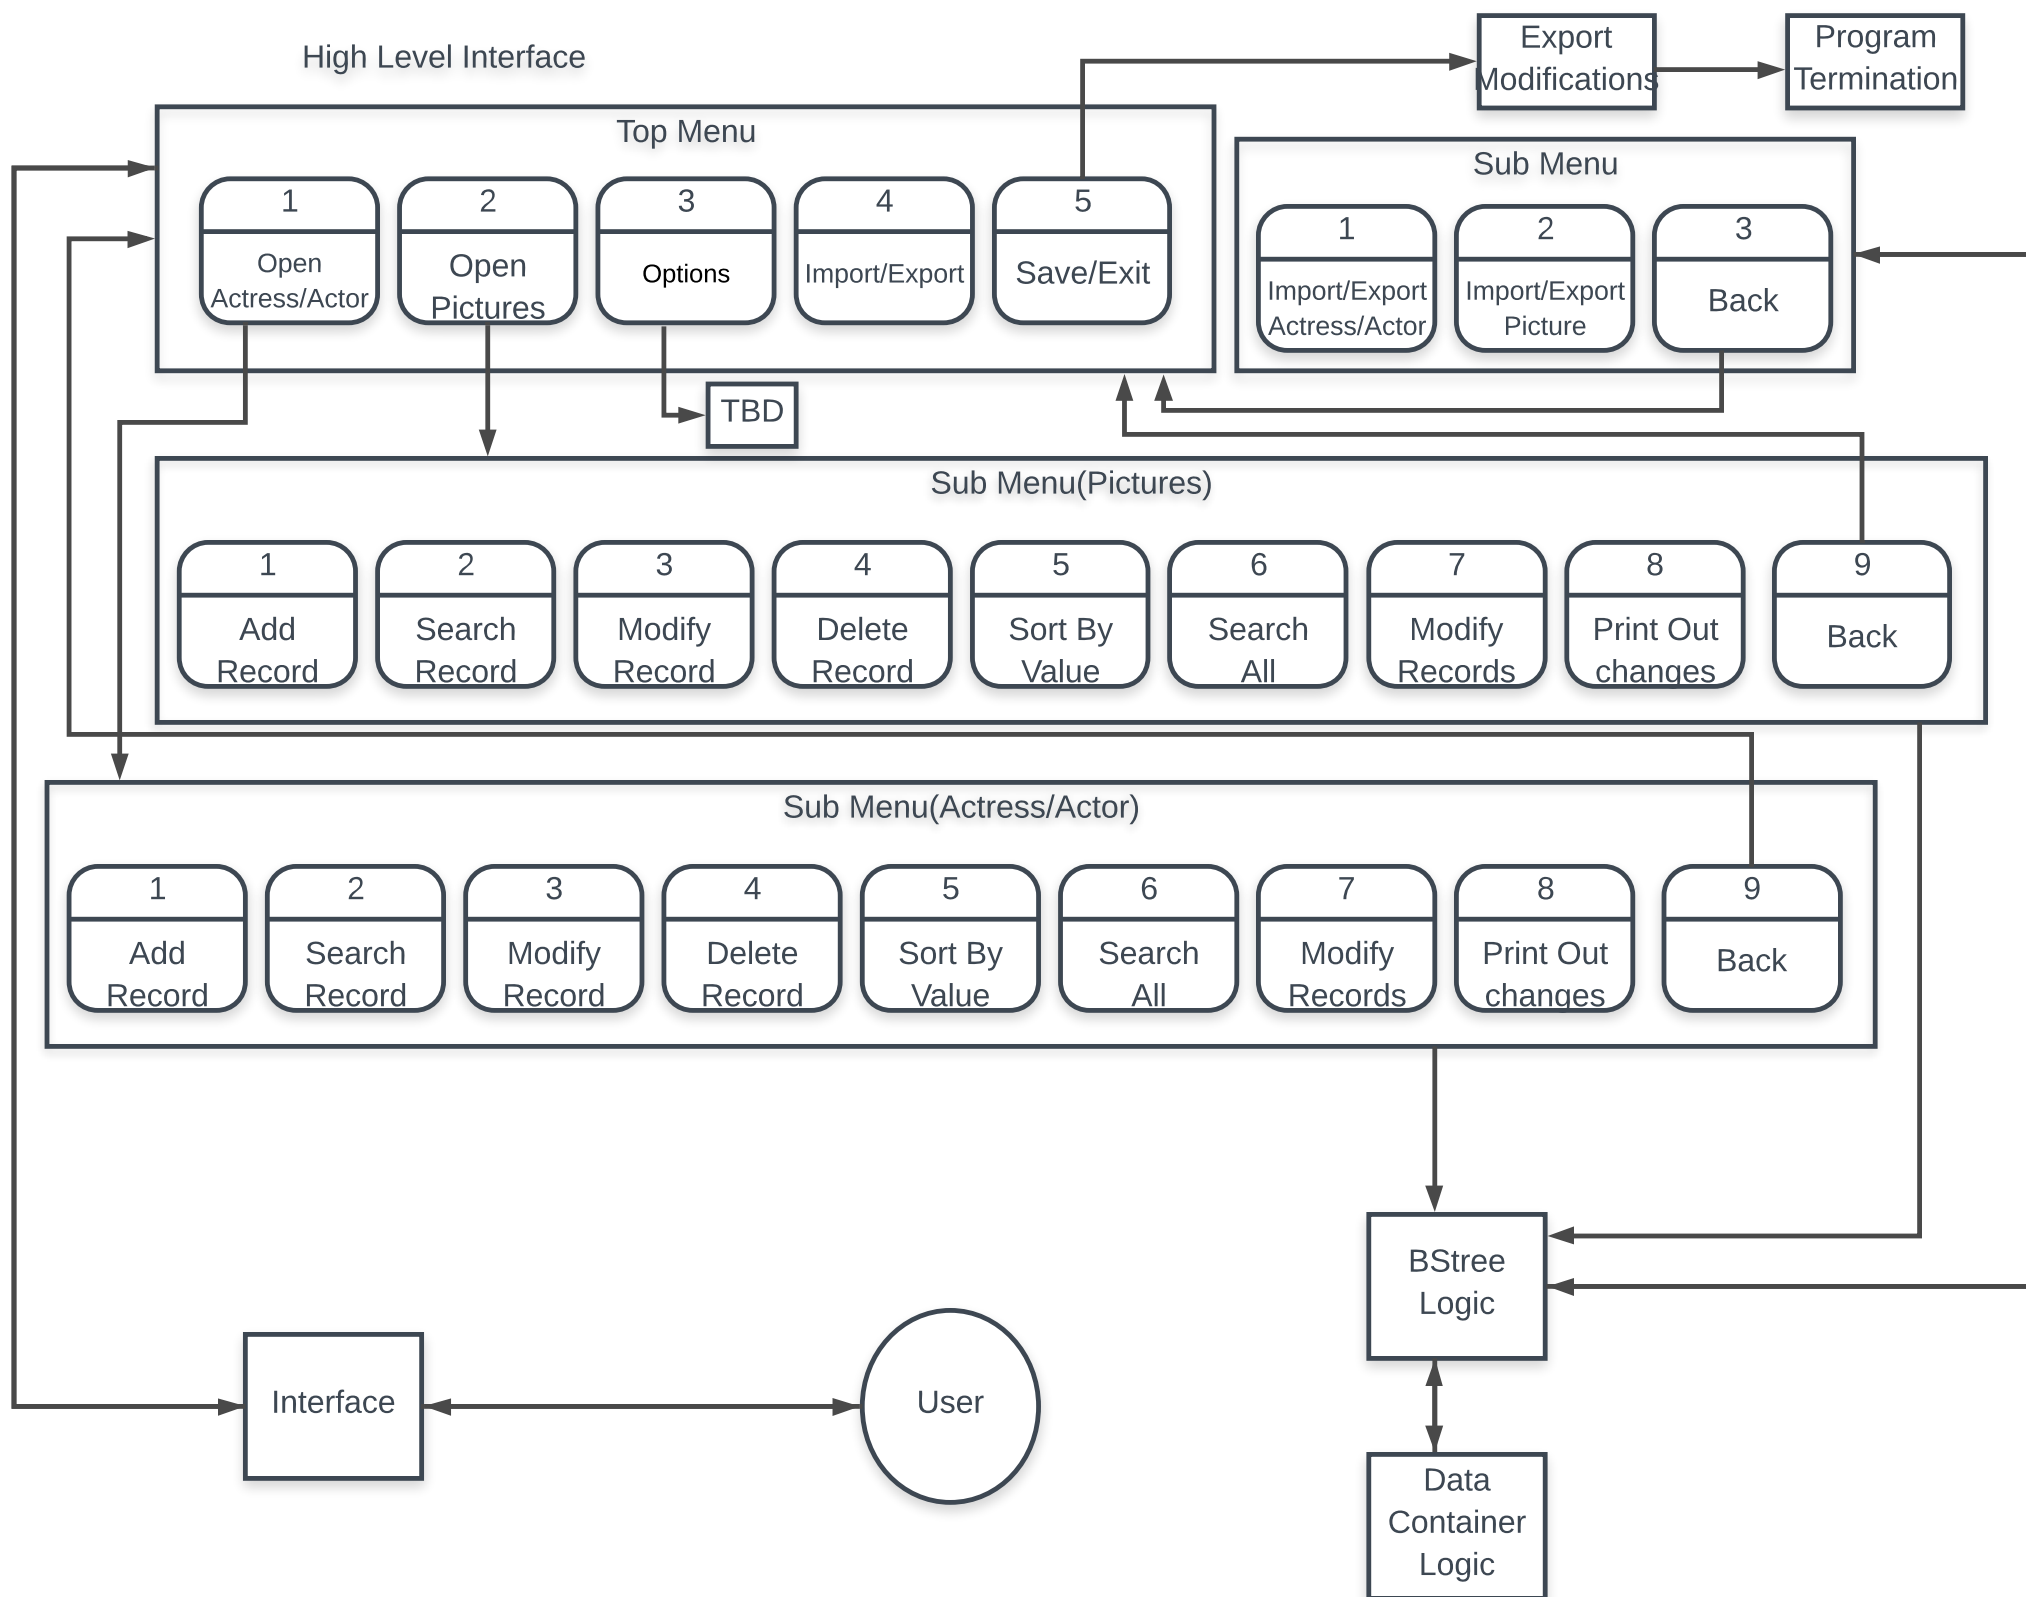 High Level Interface
Export
Modifications
Program
Termination
Top Menu
1
Open
Actress/Actor
2
Open
Pictures
3
Options
4
Import/Export
5
Save/Exit
Sub Menu
1
Import/Export
Actress/Actor
2
Import/Export
Picture
3
Back
TBD
Sub Menu(Pictures)
1
Add
Record
2
Search
Record
3
Modify
Record
4
Delete
Record
5
Sort By
Value
6
Search
All
7
Modify
Records
8
Print Out
changes
9
Back
Sub Menu(Actress/Actor)
1
Add
Record
2
Search
Record
3
Modify
Record
4
Delete
Record
5
Sort By
Value
6
Search
All
7
Modify
Records
8
Print Out
changes
9
Back
BStree
Logic
Interface
User
Data
Container
Logic